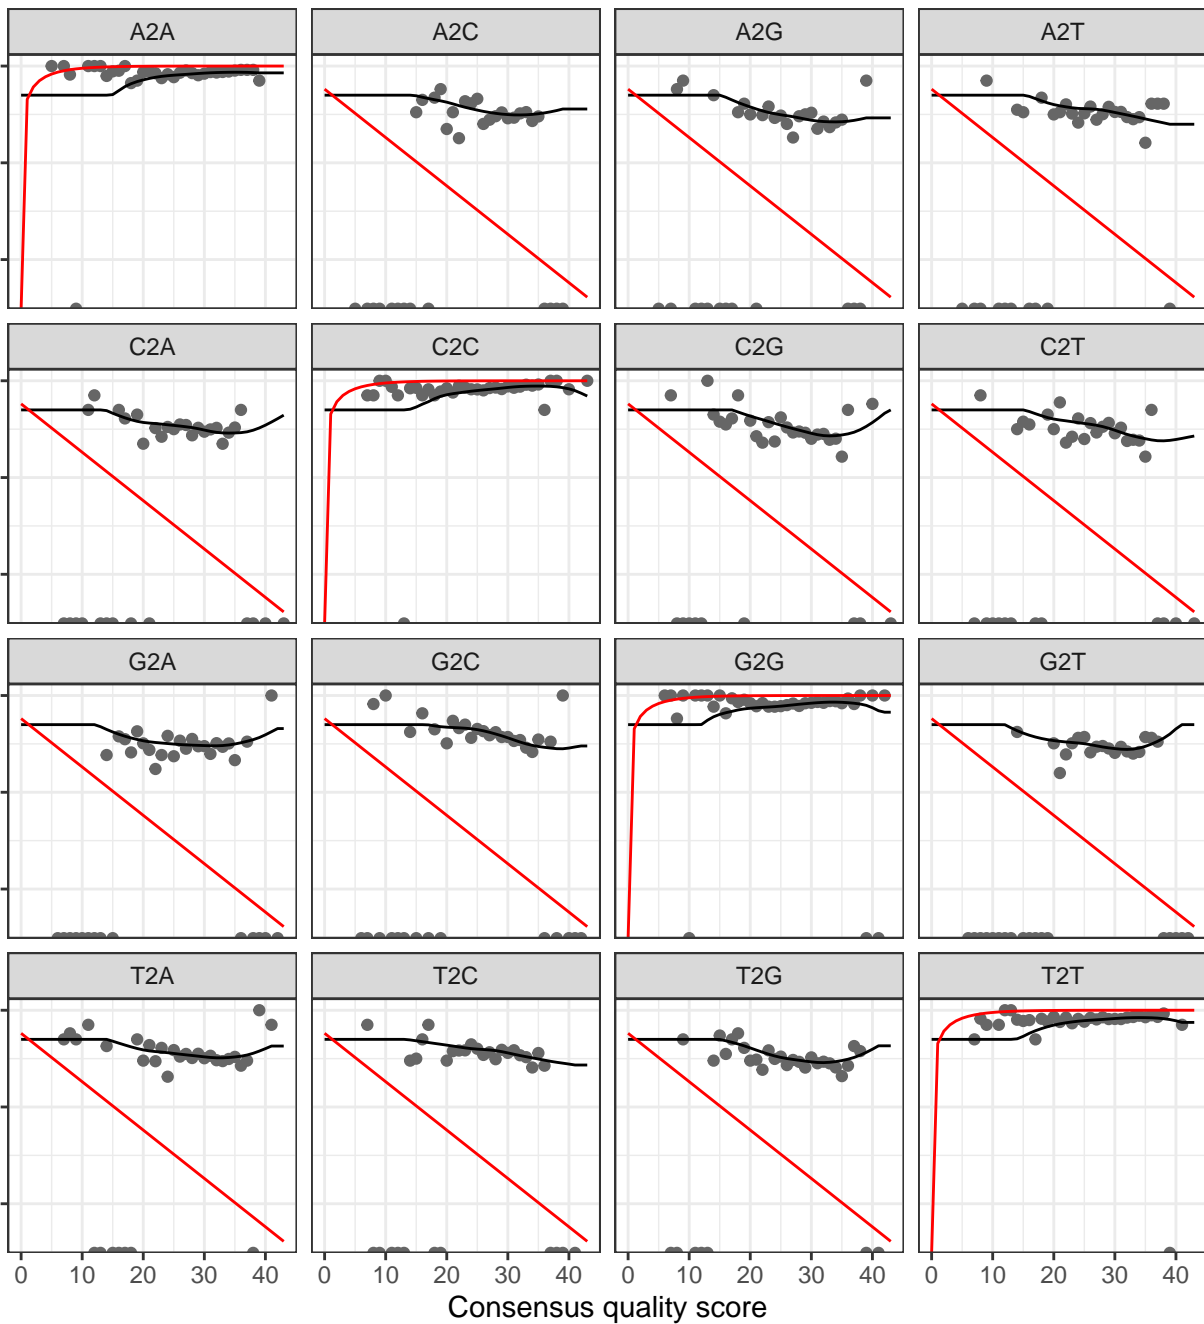 A2A A2C A2G A2T
C2A C2C C2G C2T
G2A G2C G2G G2T
T2A T2C T2G T2T
0 10 20 30 40 0 10 20 30 40 0 10 20 30 40 0 10 20 30 40
Consensus quality score